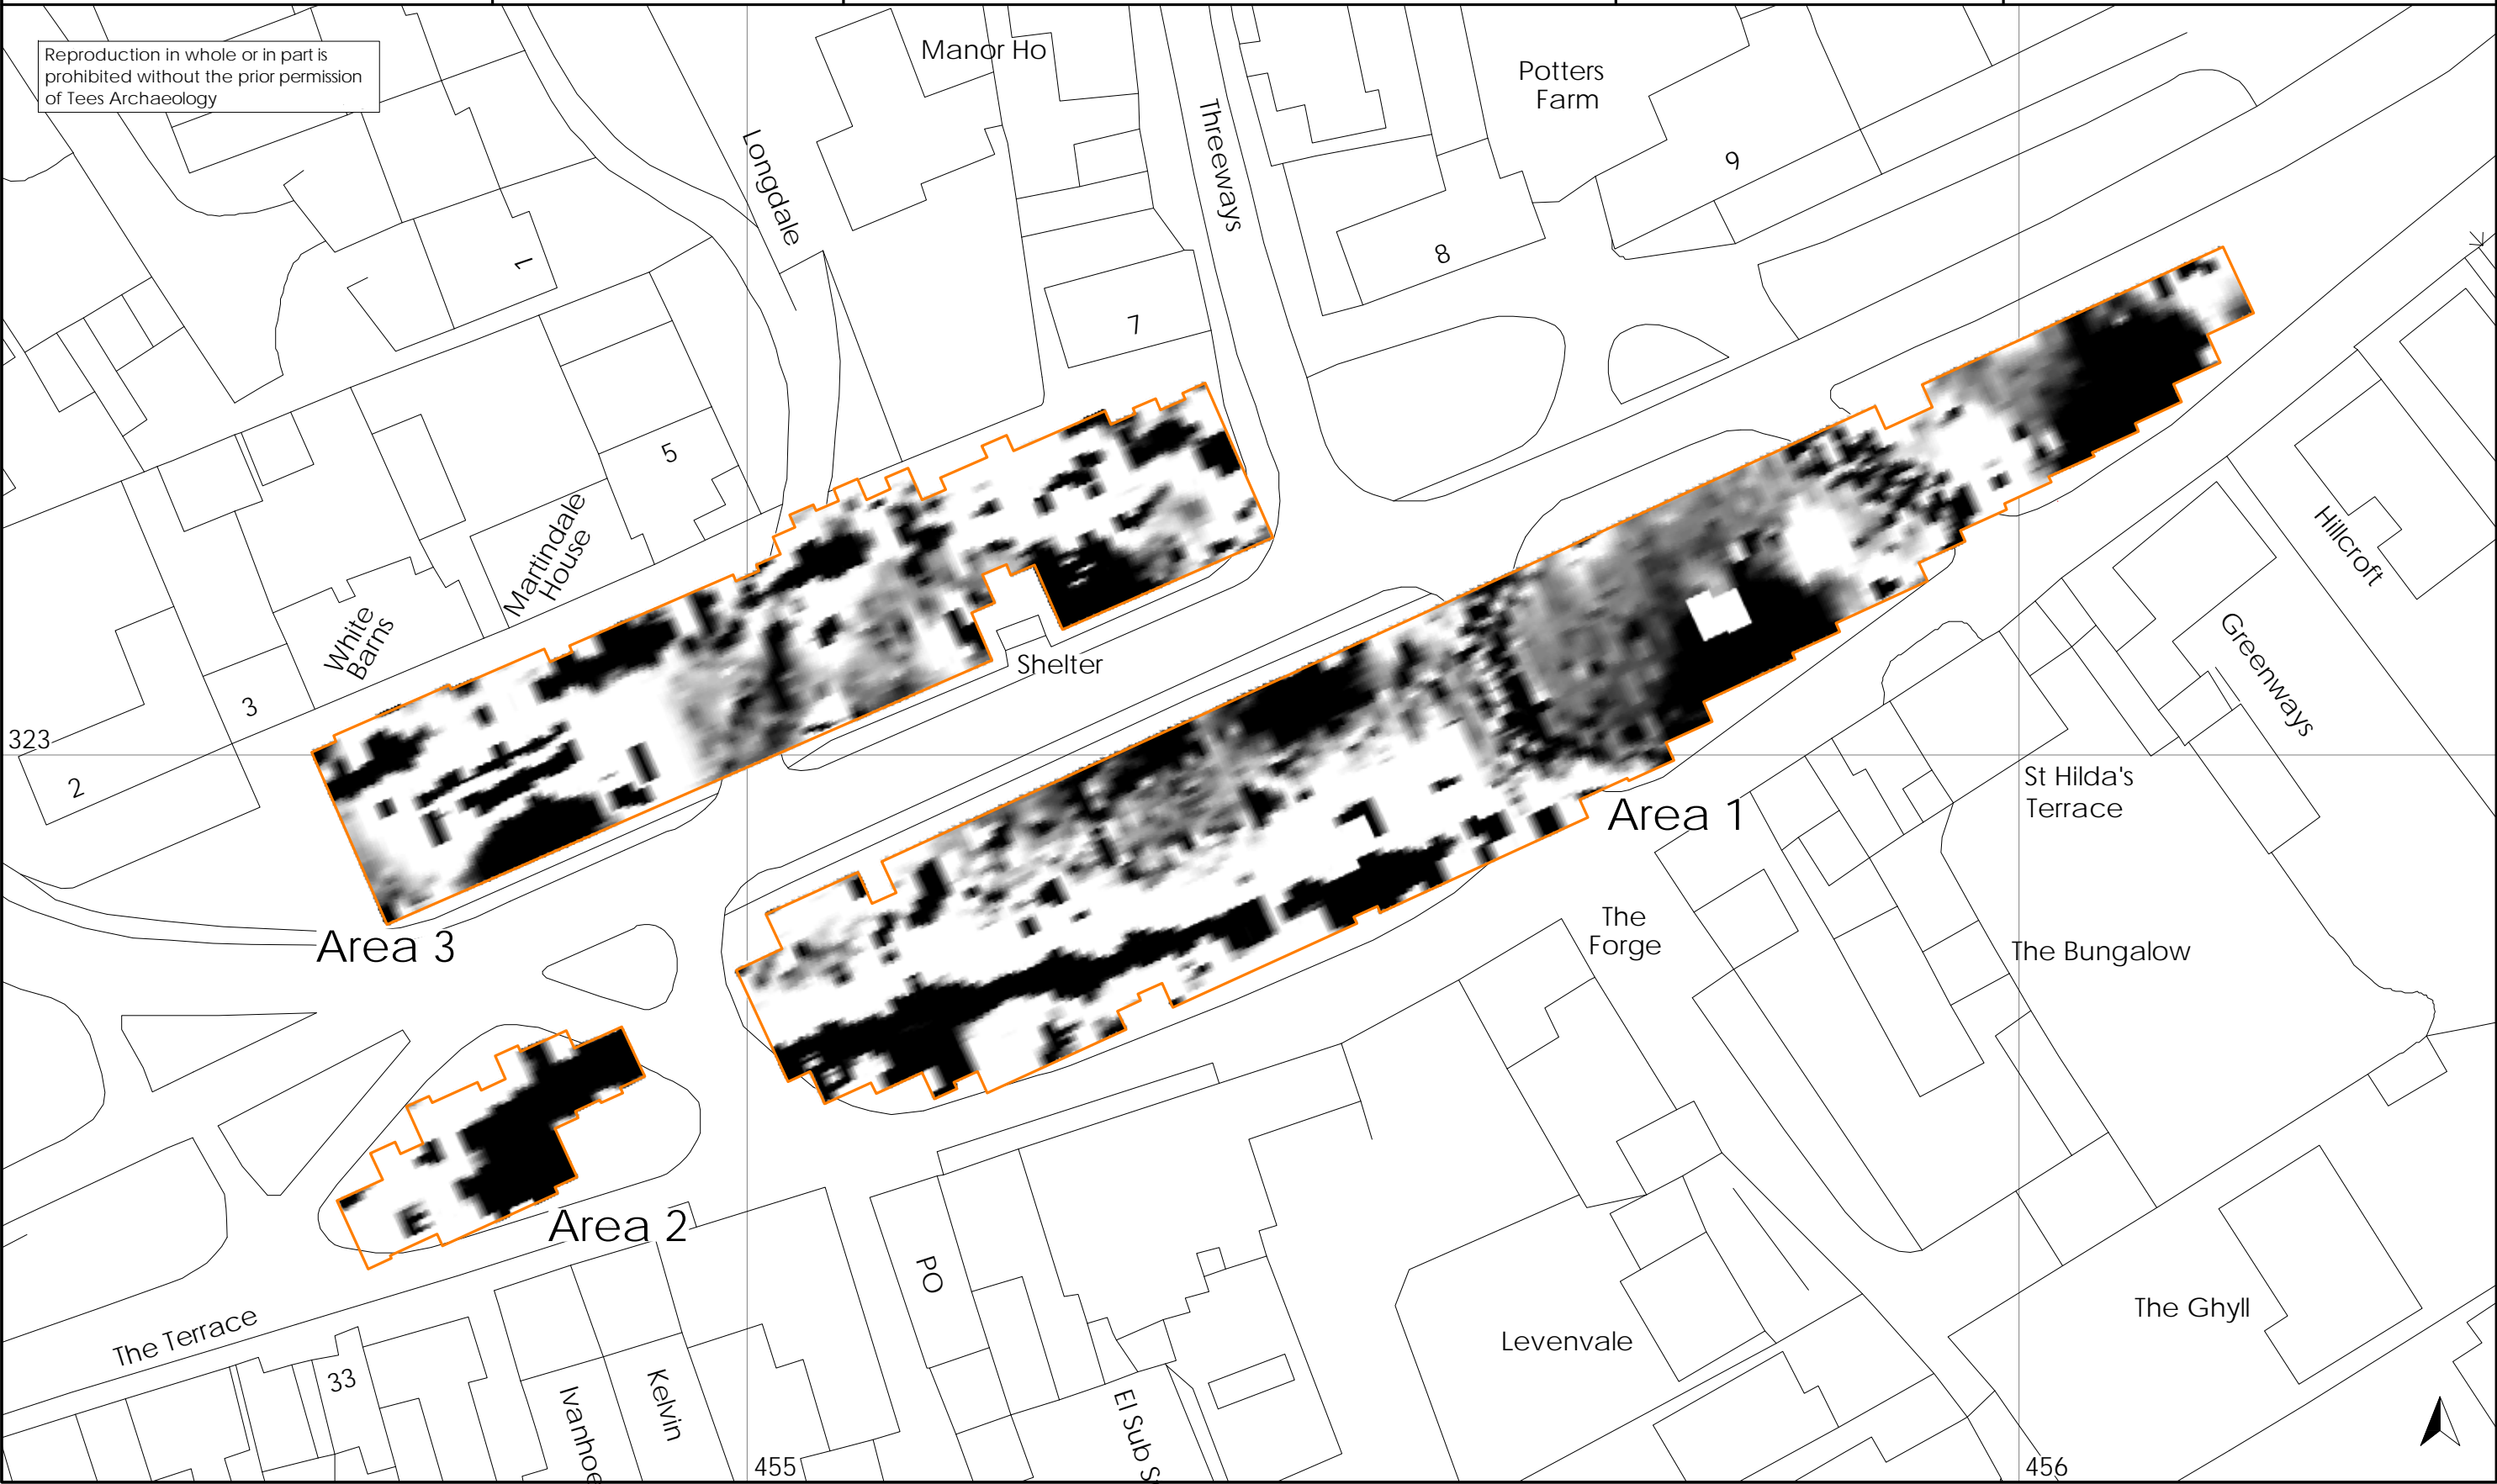 Reproduction in whole or in part is
prohibited without the prior permission
of Tees Archaeology
Manor Ho
Potters
Farm
Longdale
Threeways
9
8
1
7
5
Martindale
House
White
Barns
3
2
323
Shelter
Hillcroft
Greenways
St Hilda's
Terrace
Area 1
The
Forge
The Bungalow
Area 3
Area 2
PO
The Terrace
33
Ivanhoe
Kelvin
El Sub S
Levenvale
The Ghyll
455
456